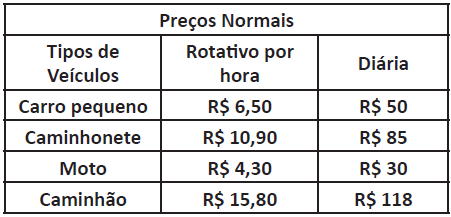 Preços Normais
Tipos de Veículos Rotativo por hora Diária
Carro pequeno R$ 6,50 R$ 50
Caminhonete R$ 10,90 R$ 85
Moto R$ 4,30 R$ 30
Caminhão R$ 15,80 R$ 118